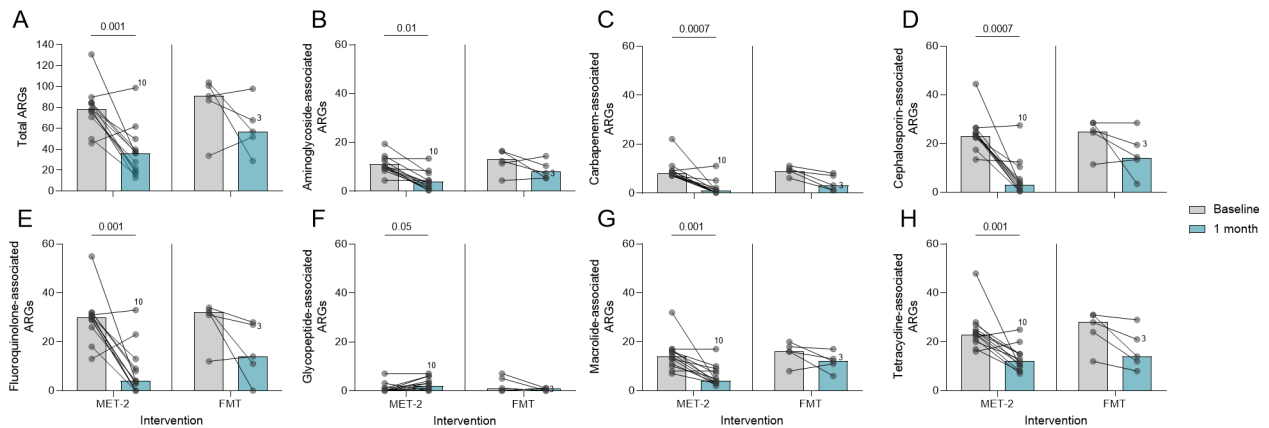 A
0.001
140
120
100
80
60
40
20
0
Total ARGs
10
3
B
0.01
60
40
20
0
Aminoglycoside-associated
ARGs
10
3
C
0.0007
60
40
20
0
Carbapenem-associated
ARGs
10
3
D
0.0007
60
40
20
0
Cephalosporin-associated
ARGs
10
3
Baseline
1 month
E
0.001
60
40
20
0
Fluoroquinolone-associated
ARGs
10
3
MET-2
FMT
Intervention
F
0.05
60
40
20
0
Glycopeptide-associated
ARGs
10
3
MET-2
FMT
Intervention
G
0.001
60
40
20
0
Macrolide-associated
ARGs
10
3
MET-2
FMT
Intervention
H
0.001
60
40
20
0
Tetracycline-associated
ARGs
10
3
MET-2
FMT
Intervention